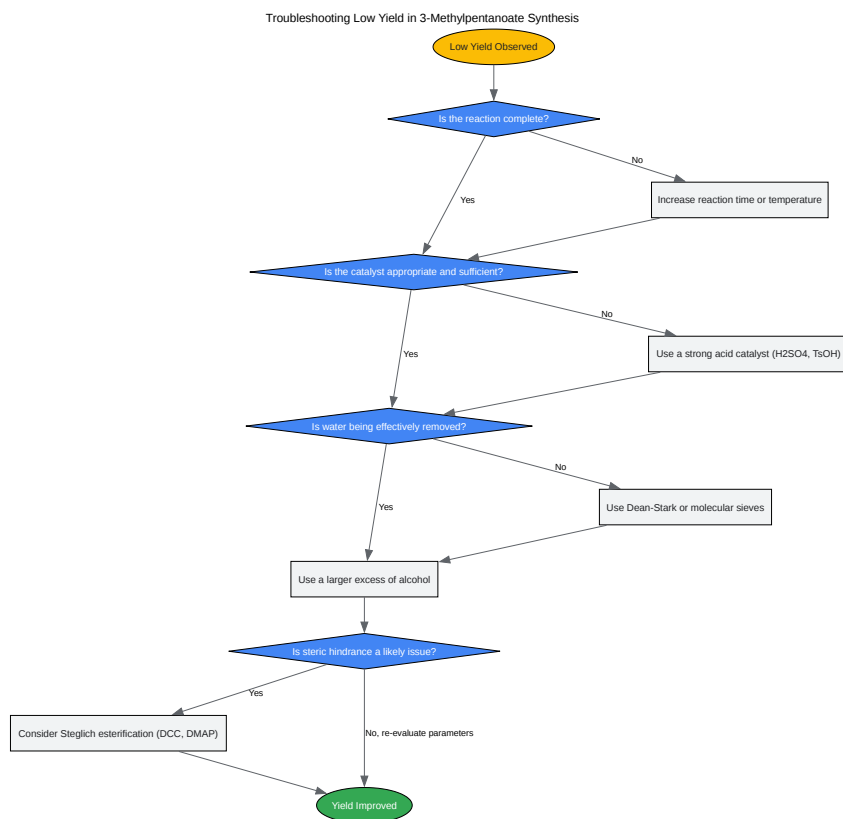 Troubleshooting Low Yield in 3-Methylpentanoate Synthesis
Low Yield Observed
Is the reaction complete?
No
Increase reaction time or temperature
Yes
Is the catalyst appropriate and sufficient?
No
Use a strong acid catalyst (H2SO4, TsOH)
Yes
Is water being effectively removed?
No
Use Dean-Stark or molecular sieves
Yes
Use a larger excess of alcohol
Is steric hindrance a likely issue?
Yes
Consider Steglich esterification (DCC, DMAP)
No, re-evaluate parameters
Yield Improved